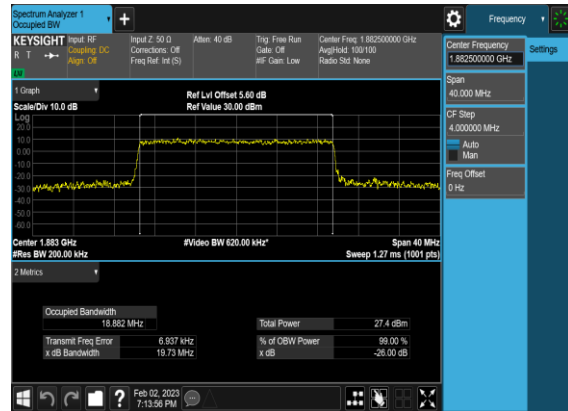 Spectrum Analyzer 1
Occupied BW
+
Frequency
KEYSIGHT
R T
LXI
Input: RF
Coupling: DC
Align: Off
Input Z: 50 Ω
Corrections: Off
Freq Ref: Int (S)
Atten: 40 dB
Trig: Free Run
Gate: Off
#IF Gain: Low
Center Freq: 1.882500000 GHz
Avg|Hold: 100/100
Radio Std: None
Center Frequency
1.882500000 GHz
Settings
Span
40.000 MHz
CF Step
4.000000 MHz
Auto
Man
Freq Offset
0 Hz
1 Graph
Scale/Div 10.0 dB
Ref Lvl Offset 5.60 dB
Ref Value 30.00 dBm
Log
20.0
10.0
0.00
-10.0
-20.0
-30.0
-40.0
-50.0
-60.0
Center 1.883 GHz
#Res BW 200.00 kHz
#Video BW 620.00 kHz*
Span 40 MHz
Sweep 1.27 ms (1001 pts)
2 Metrics
Occupied Bandwidth
18.882 MHz
Total Power 27.4 dBm
Transmit Freq Error 6.937 kHz
% of OBW Power 99.00 %
x dB Bandwidth 19.73 MHz
x dB -26.00 dB
?
Feb 02, 2023
7:13:56 PM